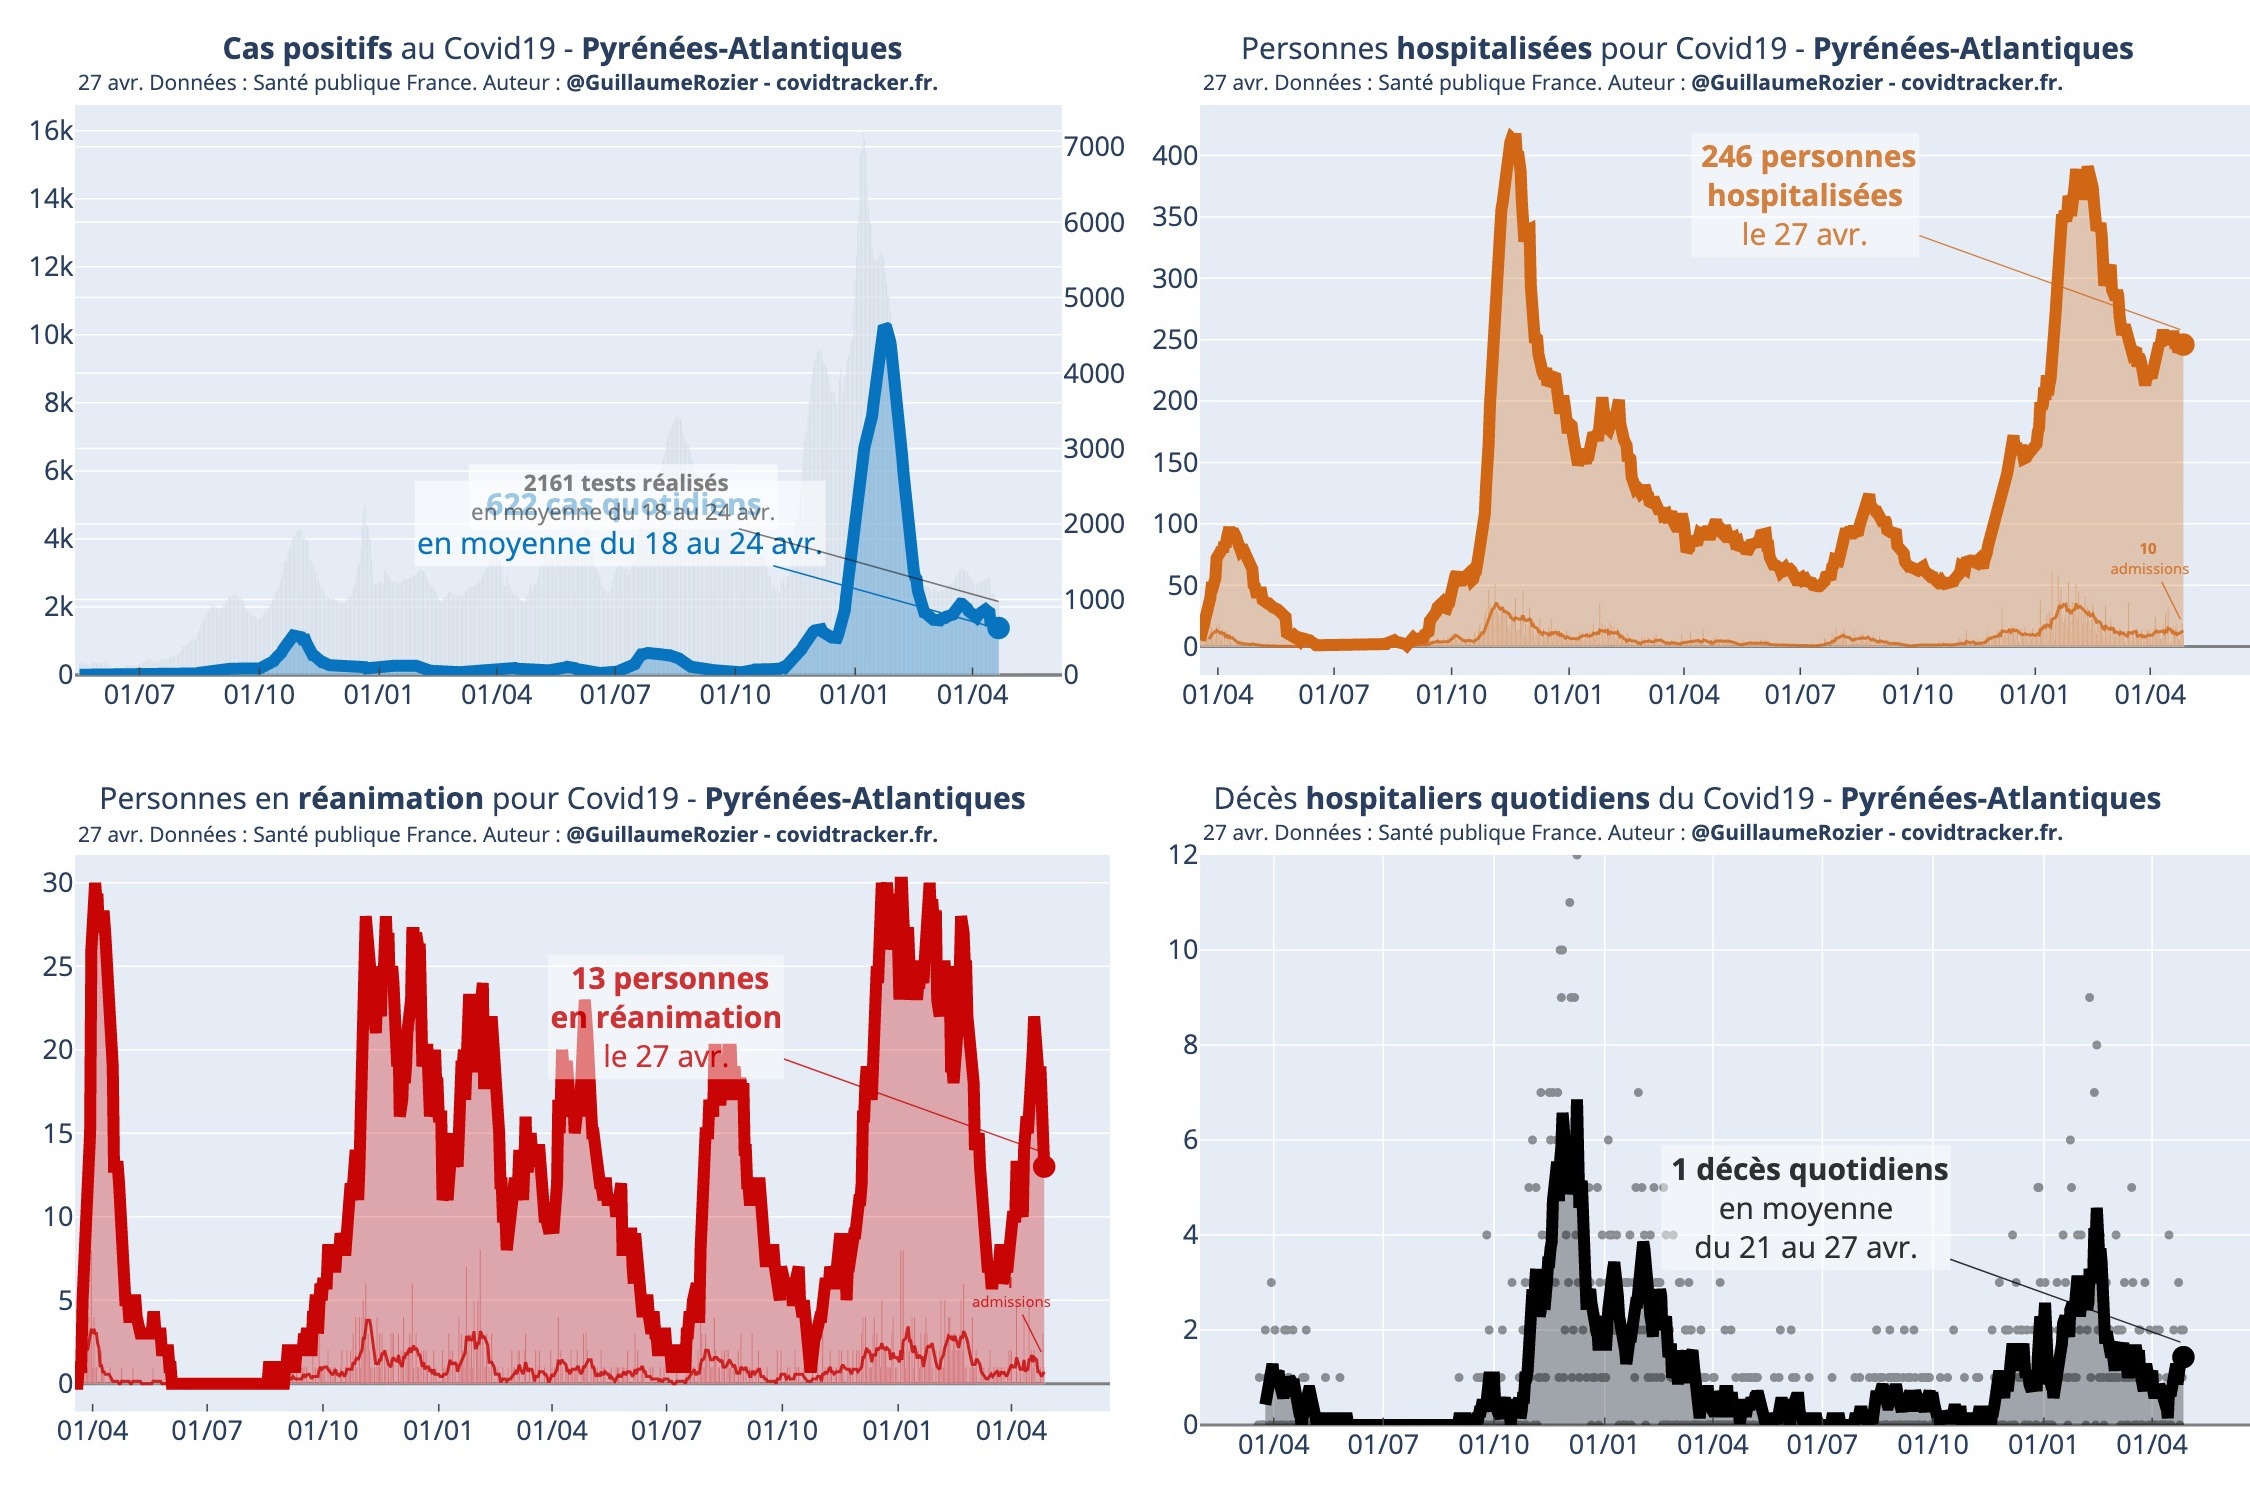 Cas positifs au Covid19 - Pyrénées-Atlantiques
27 avr. Données : Santé publique France. Auteur : @GuillaumeRozier - covidtracker.fr.
16k
14k
12k
10k
8k
6k
4k
2k
0
7000
6000
5000
4000
3000
2000
1000
0
2161 tests réalisés
en moyenne du 18 au 24 avr.
622 cas quotidiens
en moyenne du 18 au 24 avr.
01/07 01/10 01/01 01/04 01/07 01/10 01/01 01/04
Personnes hospitalisées pour Covid19 - Pyrénées-Atlantiques
27 avr. Données : Santé publique France. Auteur : @GuillaumeRozier - covidtracker.fr.
400
350
300
250
200
150
100
50
0
246 personnes
hospitalisées
le 27 avr.
10
admissions
01/04 01/07 01/10 01/01 01/04 01/07 01/10 01/01 01/04
Personnes en réanimation pour Covid19 - Pyrénées-Atlantiques
27 avr. Données : Santé publique France. Auteur : @GuillaumeRozier - covidtracker.fr.
30
25
20
15
10
5
0
13 personnes
en réanimation
le 27 avr.
admissions
01/04 01/07 01/10 01/01 01/04 01/07 01/10 01/01 01/04
Décès hospitaliers quotidiens du Covid19 - Pyrénées-Atlantiques
27 avr. Données : Santé publique France. Auteur : @GuillaumeRozier - covidtracker.fr.
12
10
8
6
4
2
0
1 décès quotidiens
en moyenne
du 21 au 27 avr.
01/04 01/07 01/10 01/01 01/04 01/07 01/10 01/01 01/04